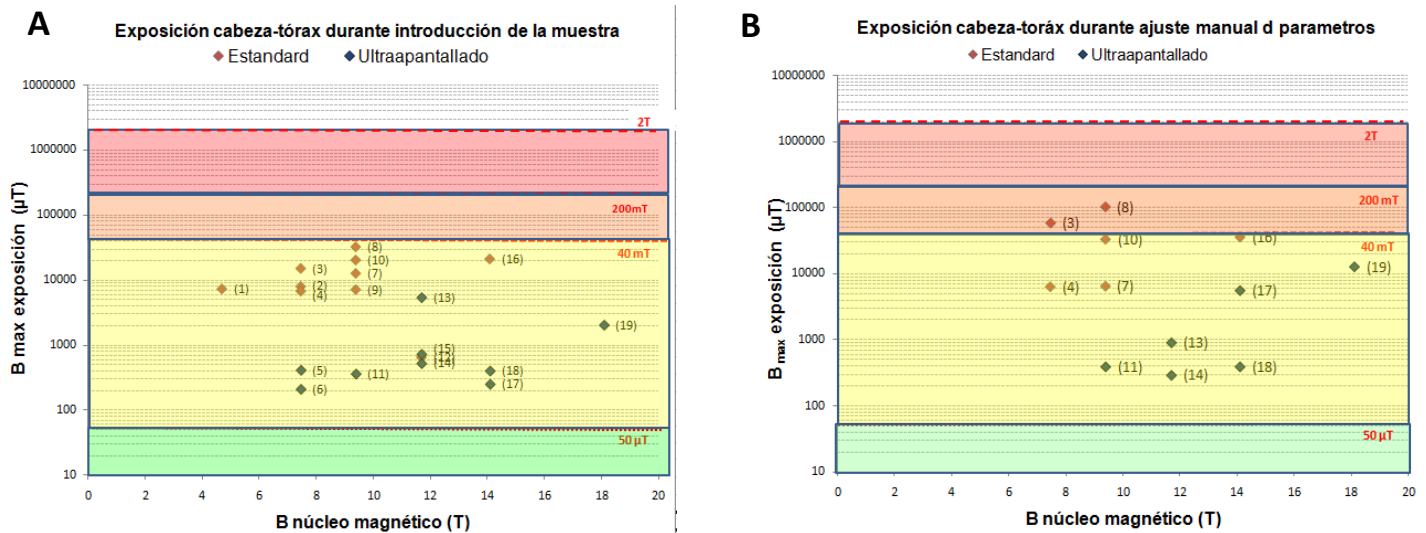 A
Exposición cabeza-tórax durante introducción de la muestra
Estandard Ultraapantallado
10000000
1000000
100000
10000
1000
100
10
B max exposición (µT)
2T
200mT
40 mT
50 µT
(1)
(2)
(3)
(4)
(5)
(6)
(7)
(8)
(9)
(10)
(11)
(12)
(13)
(14)
(15)
(16)
(17)
(18)
(19)
0 2 4 6 8 10 12 14 16 18 20
B núcleo magnético (T)
B
Exposición cabeza-toráx durante ajuste manual d parametros
Estandard Ultraapantallado
10000000
1000000
100000
10000
1000
100
10
B max exposición (µT)
2T
200 mT
40 mT
50 µT
(3)
(8)
(10)
(16)
(4)
(7)
(19)
(17)
(13)
(11)
(14)
(18)
0 2 4 6 8 10 12 14 16 18 20
B núcleo magnético (T)